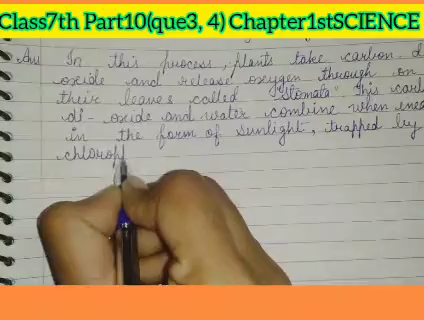 Class7th Part10(que3, 4) Chapter1stSCIENCE
Ans In this process, plants take carbon d
oxide and release oxygen through on
their leaves called "Stomata" This carb
di-oxide and water combine when ene
in the form of sunlight, trapped by
chlorop